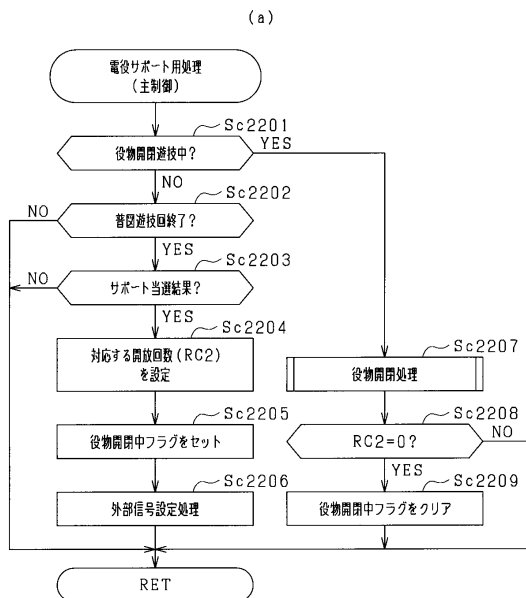 (a)
電役サポート用処理
(主制御)
Sc2201
役物開閉遊技中?
YES
NO
Sc2202
NO
普図遊技回終了?
YES
Sc2203
NO
サポート当選結果?
YES
Sc2204
対応する開放回数(RC2)
を設定
Sc2207
役物開閉処理
Sc2205
役物開閉中フラグをセット
Sc2208
NO
RC2=0?
YES
Sc2206
外部信号設定処理
Sc2209
役物開閉中フラグをクリア
RET